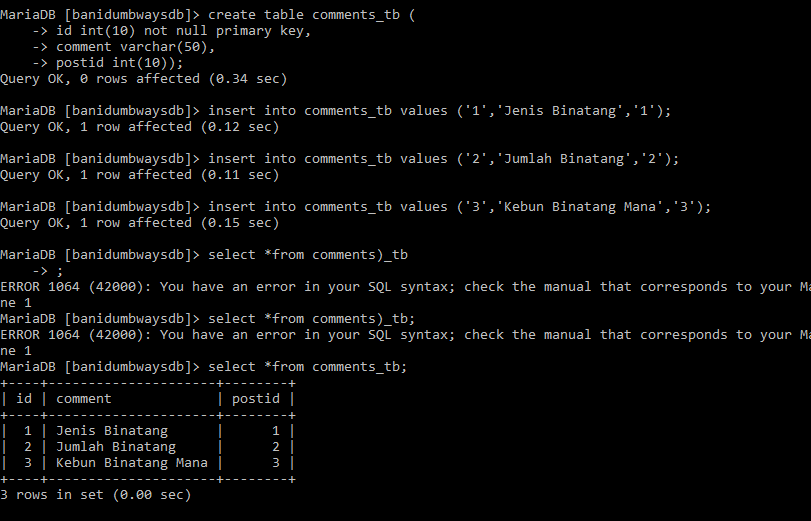 MariaDB [banidumbwaysdb]> create table comments_tb (
    -> id int(10) not null primary key,
    -> comment varchar(50),
    -> postid int(10));
Query OK, 0 rows affected (0.34 sec)

MariaDB [banidumbwaysdb]> insert into comments_tb values ('1','Jenis Binatang','1');
Query OK, 1 row affected (0.12 sec)

MariaDB [banidumbwaysdb]> insert into comments_tb values ('2','Jumlah Binatang','2');
Query OK, 1 row affected (0.11 sec)

MariaDB [banidumbwaysdb]> insert into comments_tb values ('3','Kebun Binatang Mana','3');
Query OK, 1 row affected (0.15 sec)

MariaDB [banidumbwaysdb]> select *from comments)_tb
    -> ;
ERROR 1064 (42000): You have an error in your SQL syntax; check the manual that corresponds to your Ma
ne 1
MariaDB [banidumbwaysdb]> select *from comments)_tb;
ERROR 1064 (42000): You have an error in your SQL syntax; check the manual that corresponds to your Ma
ne 1
MariaDB [banidumbwaysdb]> select *from comments_tb;
+----+---------------------+--------+
| id | comment             | postid |
+----+---------------------+--------+
|  1 | Jenis Binatang      |      1 |
|  2 | Jumlah Binatang     |      2 |
|  3 | Kebun Binatang Mana |      3 |
+----+---------------------+--------+
3 rows in set (0.00 sec)